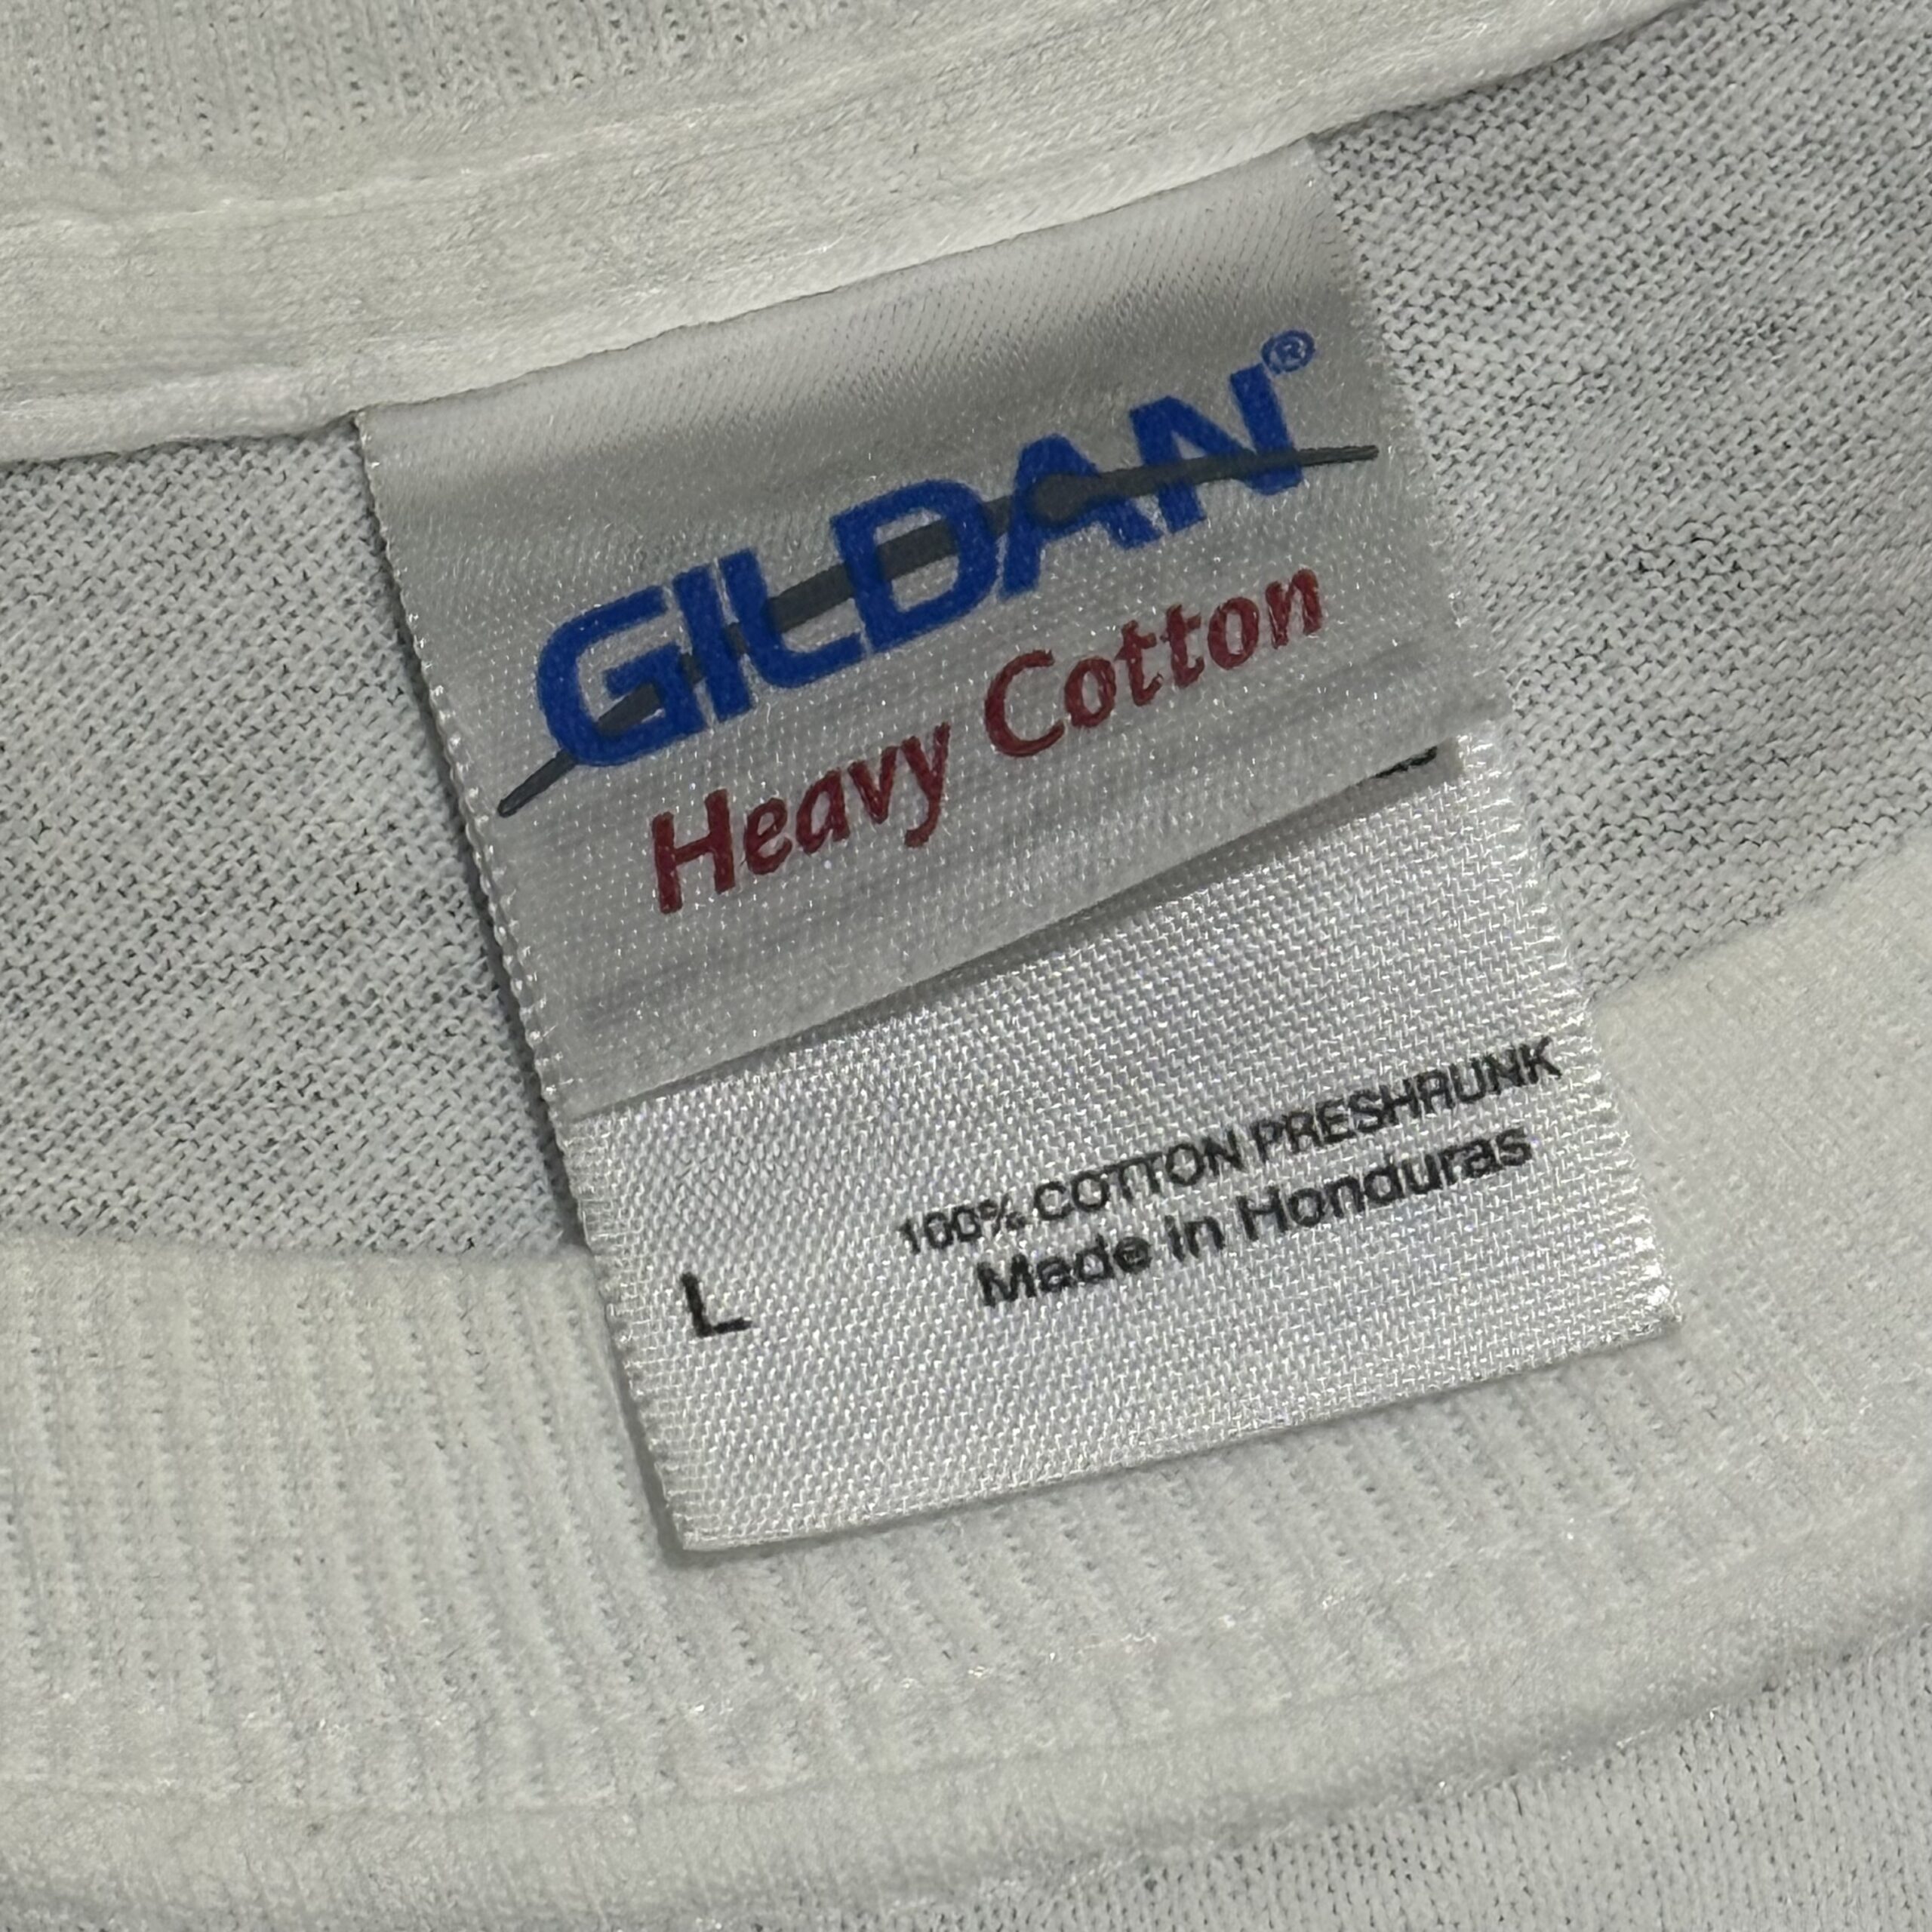 GILDAN®
Heavy Cotton
100% COTTON PRESHRUNK
Made in Honduras
L